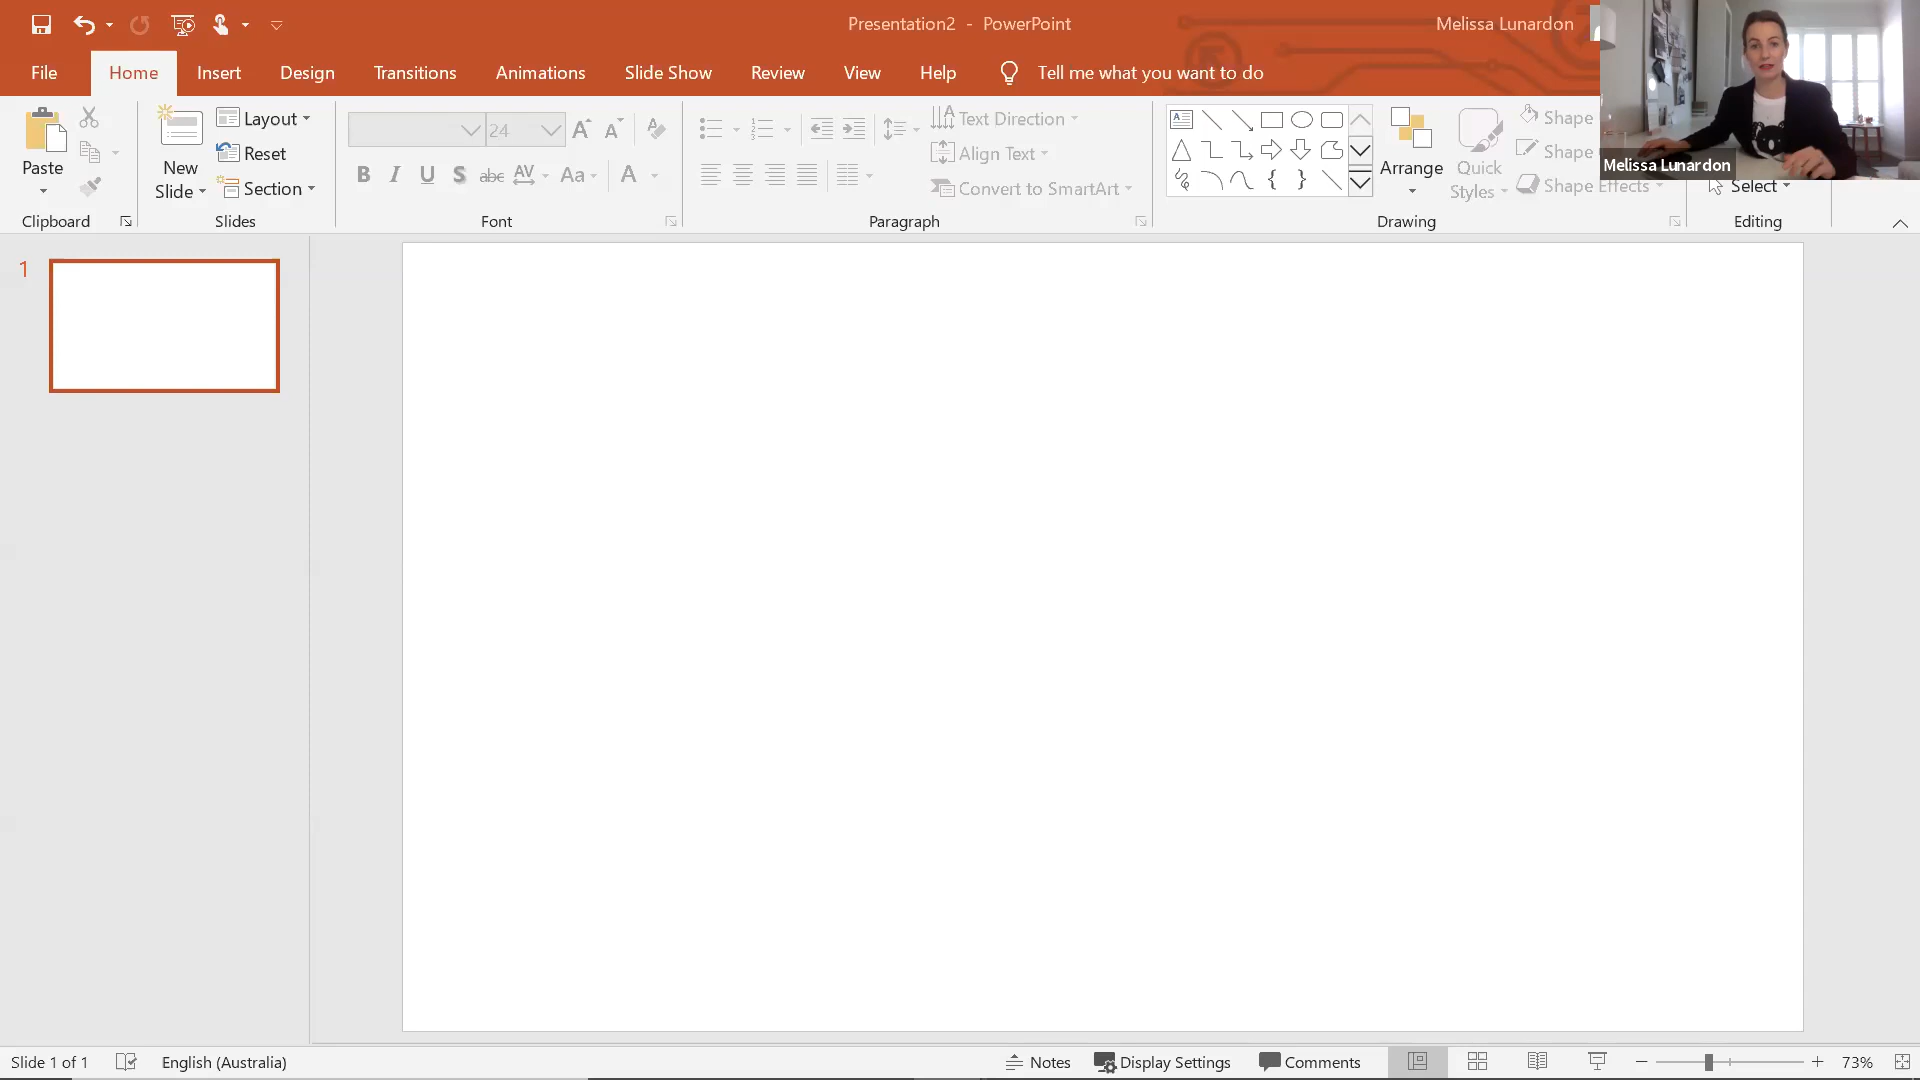 Presentation2 - PowerPoint
Melissa Lunardon
File
Home
Insert
Design
Transitions
Animations
Slide Show
Review
View
Help
Tell me what you want to do
Paste
New
Slide
Layout
Reset
Section
24
B I U S abc AV Aa A
Text Direction
Align Text
Convert to SmartArt
Arrange
Quick
Styles
Shape
Shape
Shape Effects
Select
Melissa Lunardon
Clipboard
Slides
Font
Paragraph
Drawing
Editing
1
Slide 1 of 1
English (Australia)
Notes
Display Settings
Comments
73%